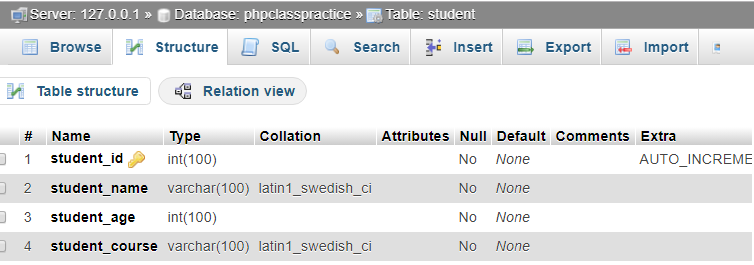 Server: 127.0.0.1 » Database: phpclasspractice » Table: student
Browse Structure SQL Search Insert Export Import
Table structure Relation view
# Name Type Collation Attributes Null Default Comments Extra
1 student_id int(100) No None AUTO_INCREME
2 student_name varchar(100) latin1_swedish_ci No None
3 student_age int(100) No None
4 student_course varchar(100) latin1_swedish_ci No None